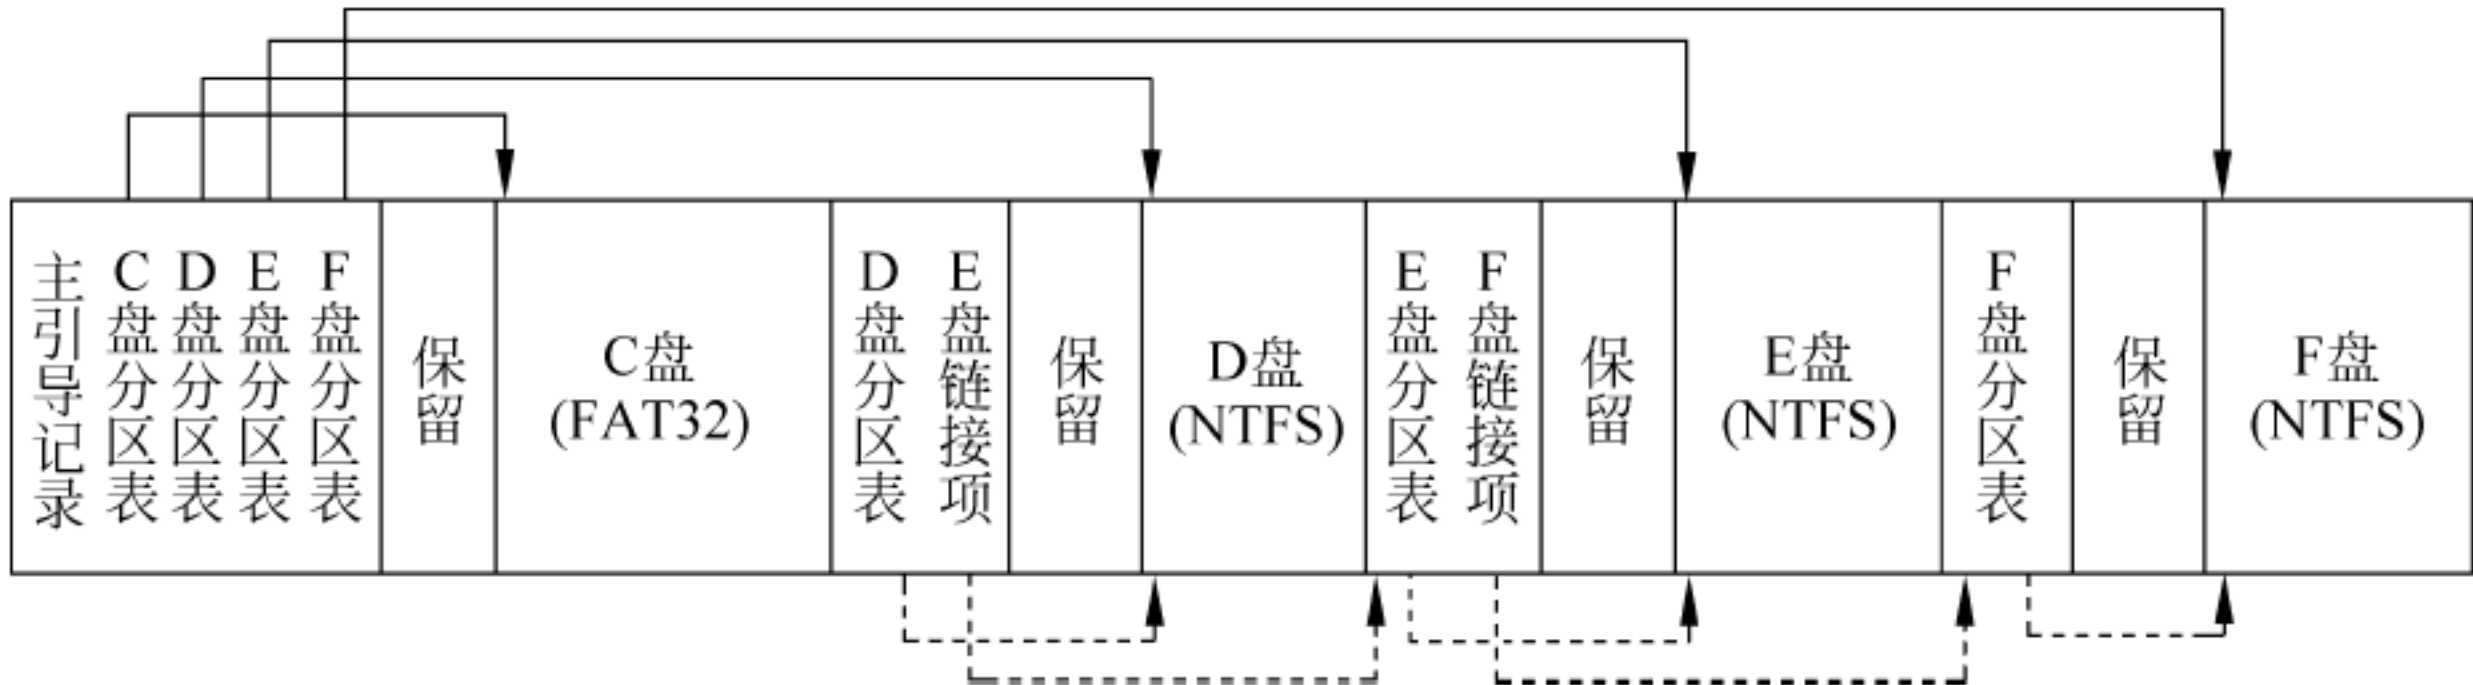 主引导记录
C盘分区表
D盘分区表
E盘分区表
F盘分区表
保留
C盘
(FAT32)
D盘分区表
E盘链接项
保留
D盘
(NTFS)
E盘分区表
F盘链接项
保留
E盘
(NTFS)
F盘分区表
保留
F盘
(NTFS)